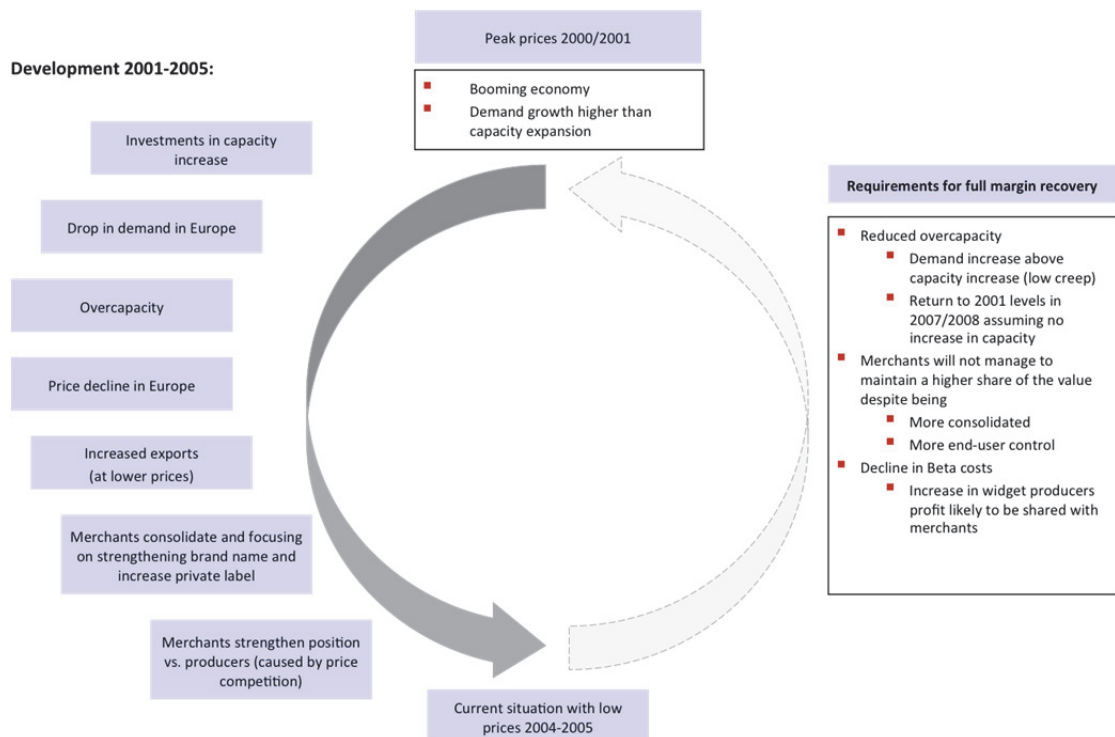 Peak prices 2000/2001
Development 2001-2005:
Booming economy
Demand growth higher than
capacity expansion
Investments in capacity
increase
Drop in demand in Europe
Overcapacity
Price decline in Europe
Increased exports
(at lower prices)
Merchants consolidate and focusing
on strengthening brand name and
increase private label
Merchants strengthen position
vs. producers (caused by price
competition)
Current situation with low
prices 2004-2005
Requirements for full margin recovery
Reduced overcapacity
Demand increase above
capacity increase (low creep)
Return to 2001 levels in
2007/2008 assuming no
increase in capacity
Merchants will not manage to
maintain a higher share of the value
despite being
More consolidated
More end-user control
Decline in Beta costs
Increase in widget producers
profit likely to be shared with
merchants